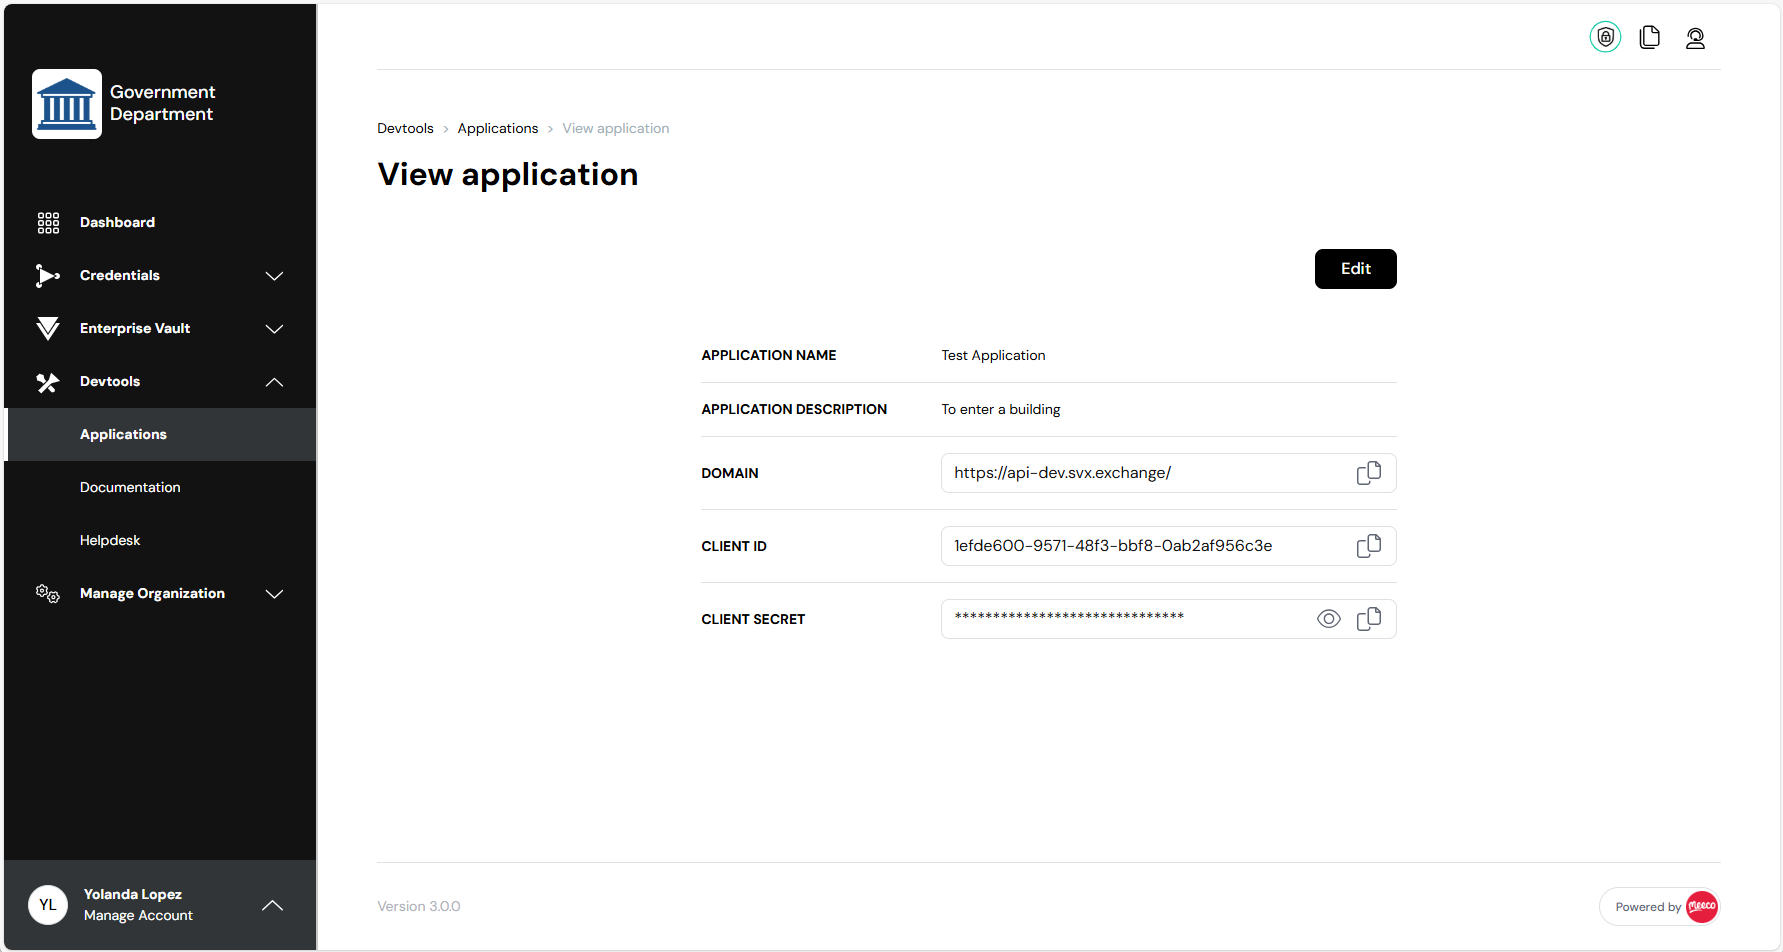 Government
Department
Dashboard
Credentials
Enterprise Vault
Devtools
Applications
Documentation
Helpdesk
Manage Organization
YL
Yolanda Lopez
Manage Account
Devtools > Applications > View application
View application
Edit
APPLICATION NAME Test Application
APPLICATION DESCRIPTION To enter a building
DOMAIN https://api-dev.svx.exchange/
CLIENT ID 1efde600-9571-48f3-bbf8-0ab2af956c3e
CLIENT SECRET ******************************
Version 3.0.0
Powered by meeco